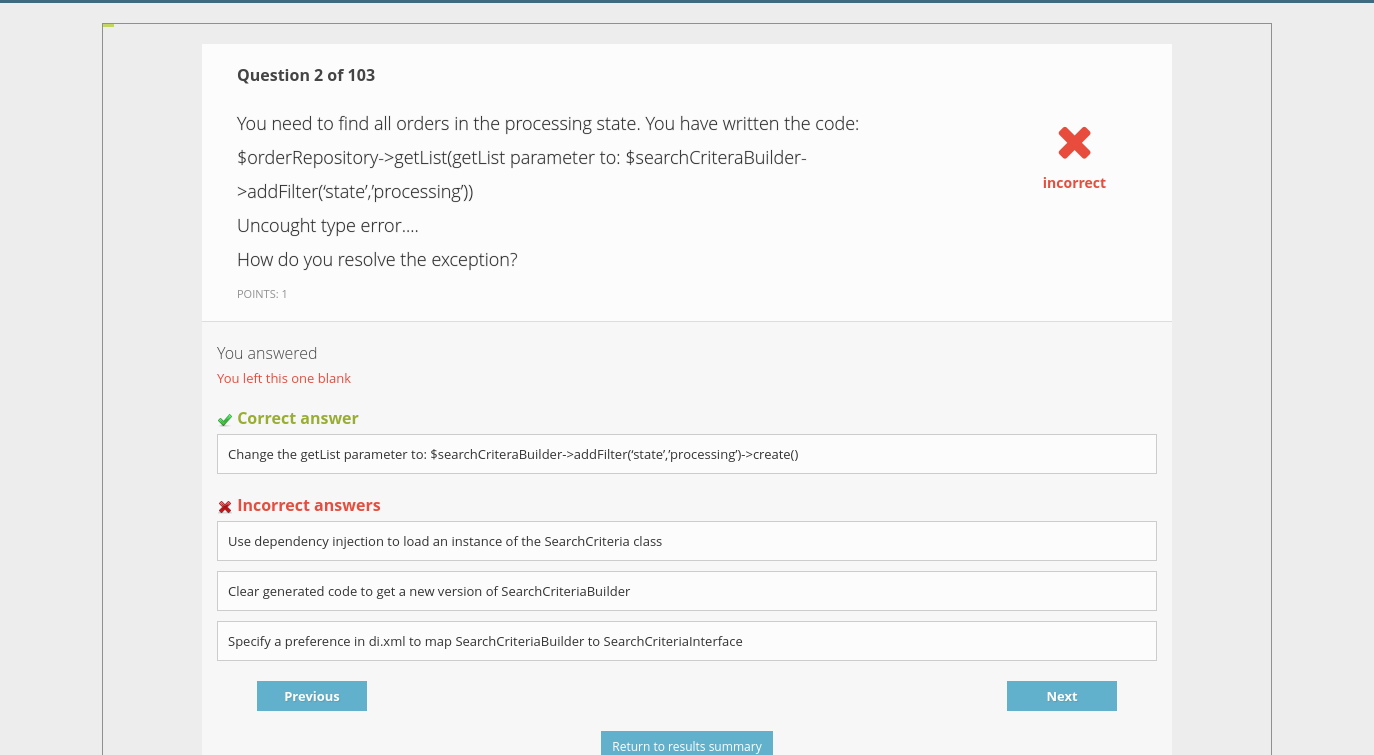 Question 2 of 103
You need to find all orders in the processing state. You have written the code:
$orderRepository->getList(getList parameter to: $searchCriteraBuilder-
>addFilter(‘state’,’processing’))
Uncought type error....
How do you resolve the exception?
POINTS: 1
incorrect
You answered
You left this one blank
Correct answer
Change the getList parameter to: $searchCriteraBuilder->addFilter(‘state’,’processing’)->create()
Incorrect answers
Use dependency injection to load an instance of the SearchCriteria class
Clear generated code to get a new version of SearchCriteriaBuilder
Specify a preference in di.xml to map SearchCriteriaBuilder to SearchCriteriaInterface
Previous
Next
Return to results summary